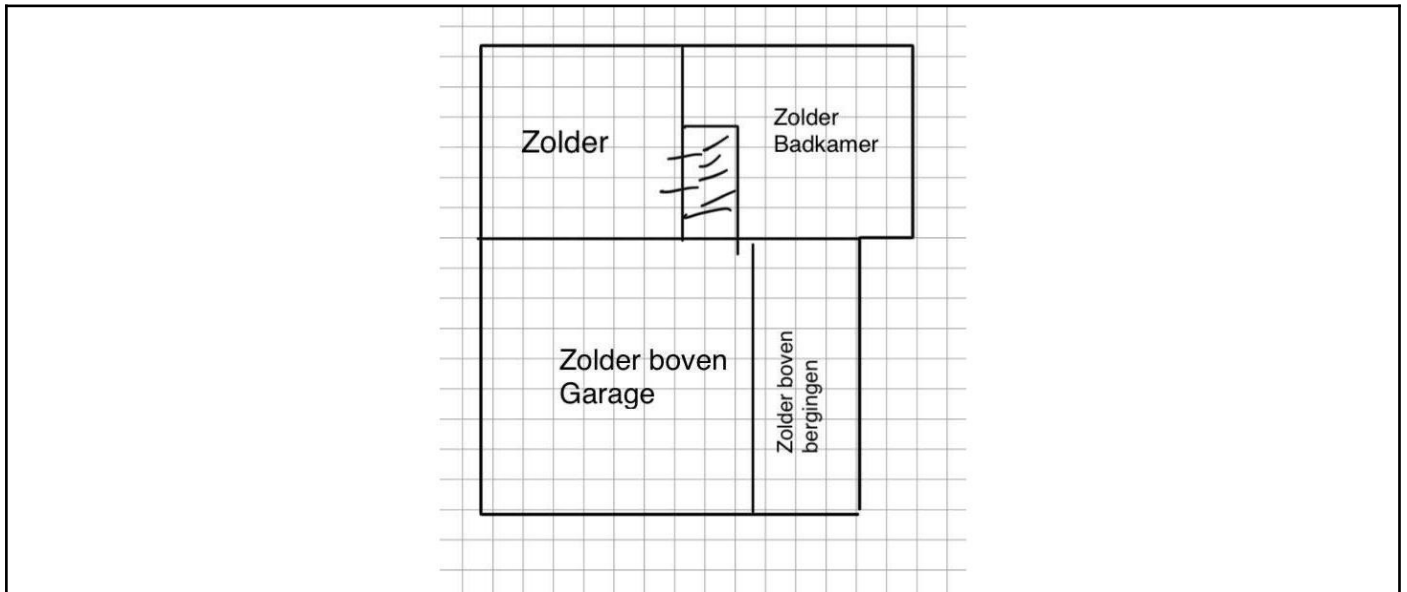 Zolder
Zolder
Badkamer
Zolder boven
Garage
Zolder boven
bergingen